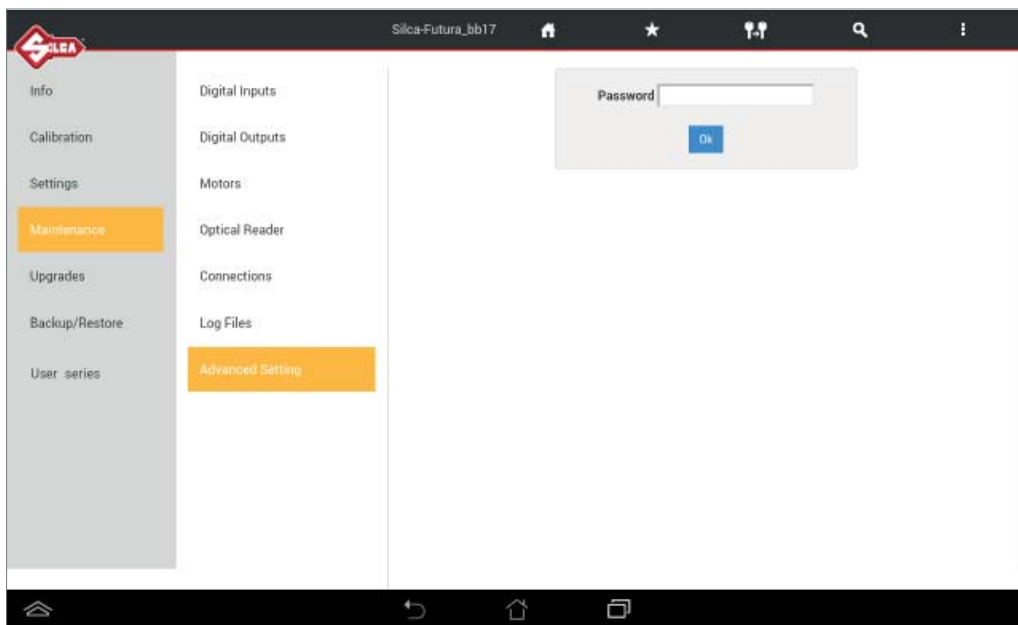 SILCA
Silca-Futura_bb17
Info
Calibration
Settings
Maintenance
Upgrades
Backup/Restore
User series
Digital Inputs
Digital Outputs
Motors
Optical Reader
Connections
Log Files
Advanced Setting
Password
Ok